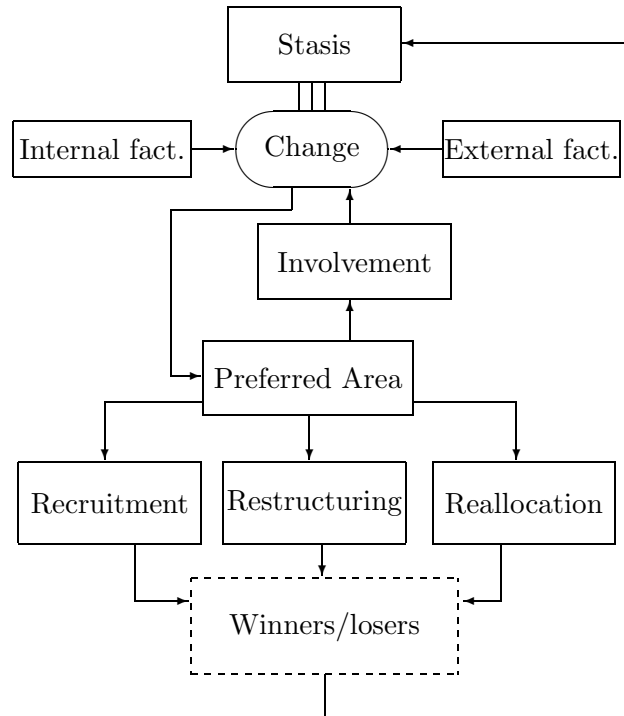 Stasis
Internal fact.
Change
External fact.
Involvement
Preferred Area
Recruitment
Restructuring
Reallocation
Winners/losers